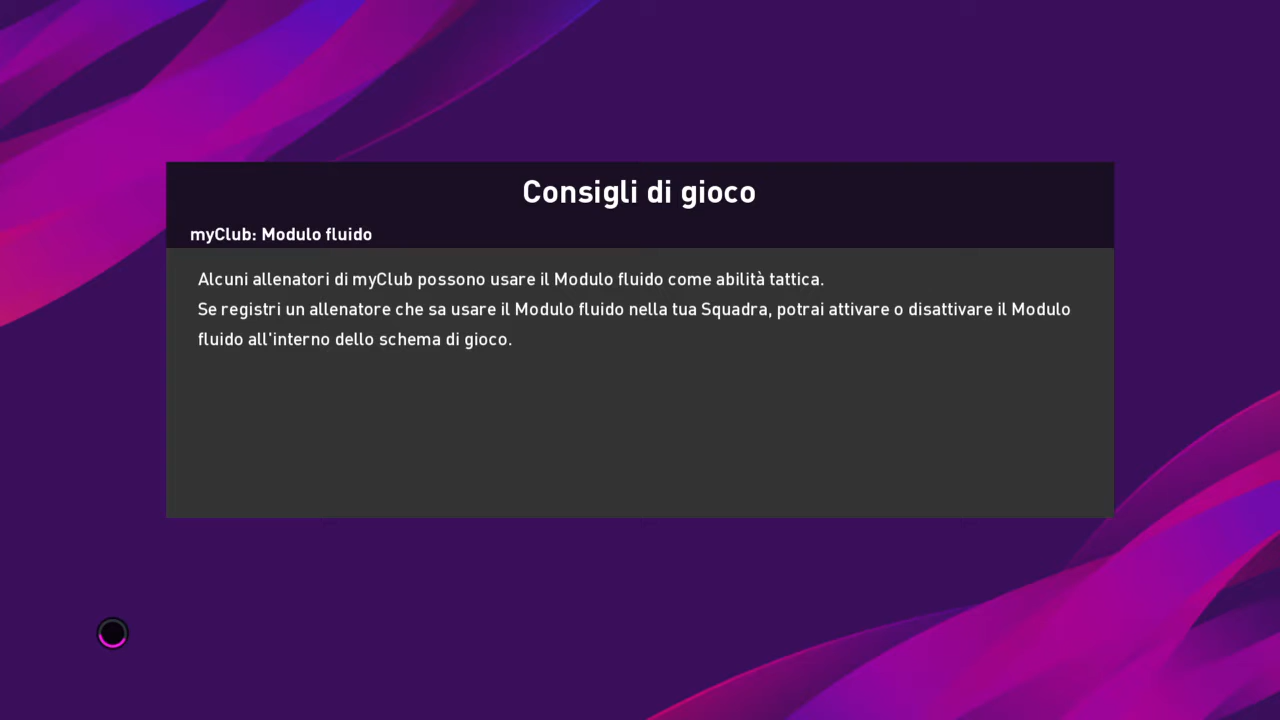 Consigli di gioco
myClub: Modulo fluido
Alcuni allenatori di myClub possono usare il Modulo fluido come abilità tattica.
Se registri un allenatore che sa usare il Modulo fluido nella tua Squadra, potrai attivare o disattivare il Modulo
fluido all'interno dello schema di gioco.